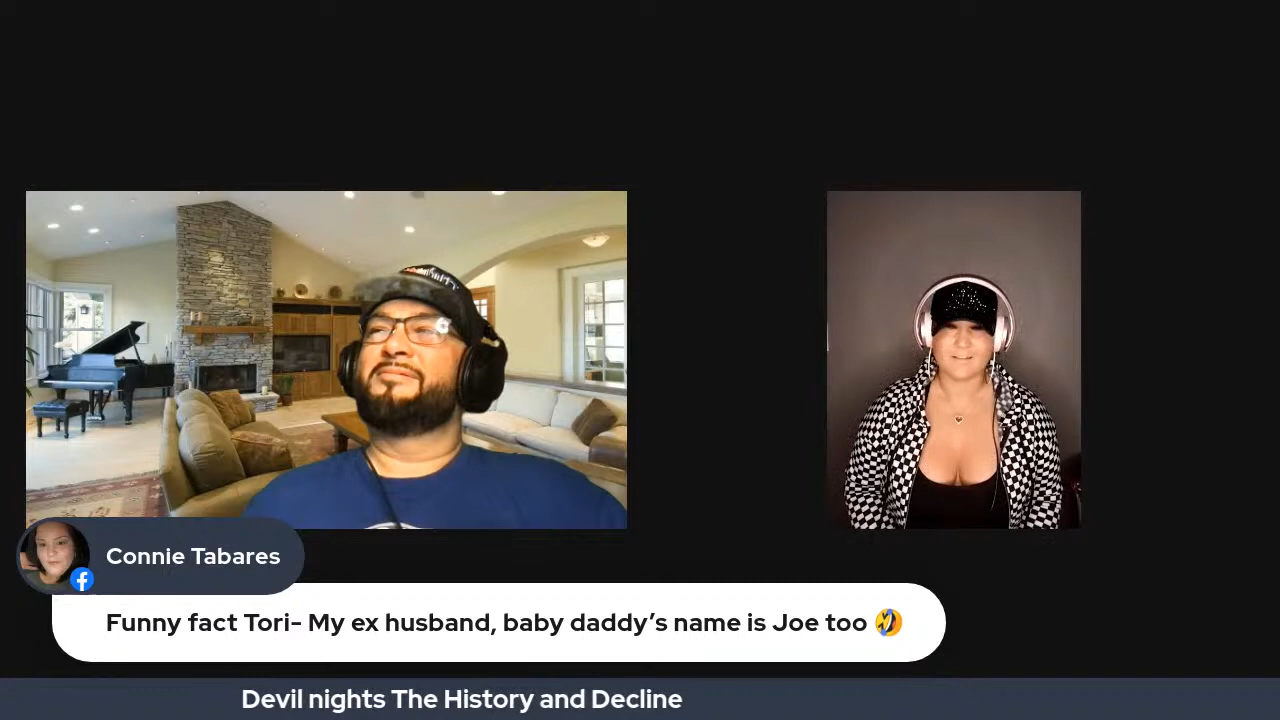 Connie Tabares
Funny fact Tori- My ex husband, baby daddy’s name is Joe too 🤣
Devil nights The History and Decline